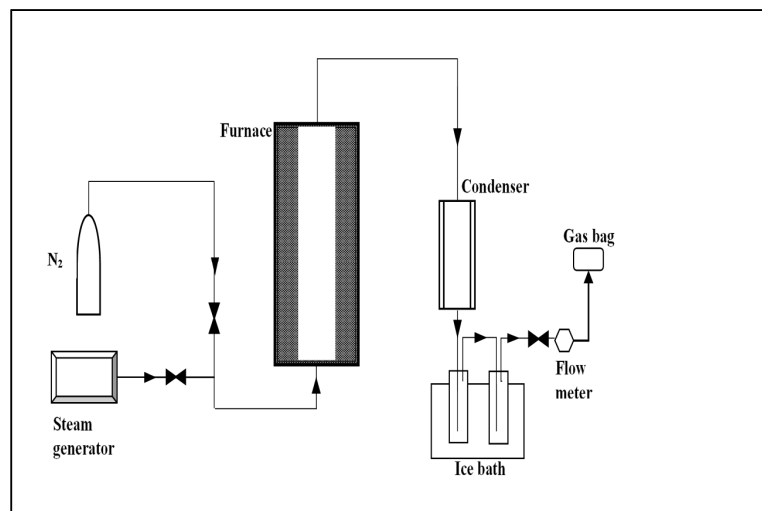 Furnace
Condenser
Gas bag
N₂
Flow
meter
Steam
generator
Ice bath